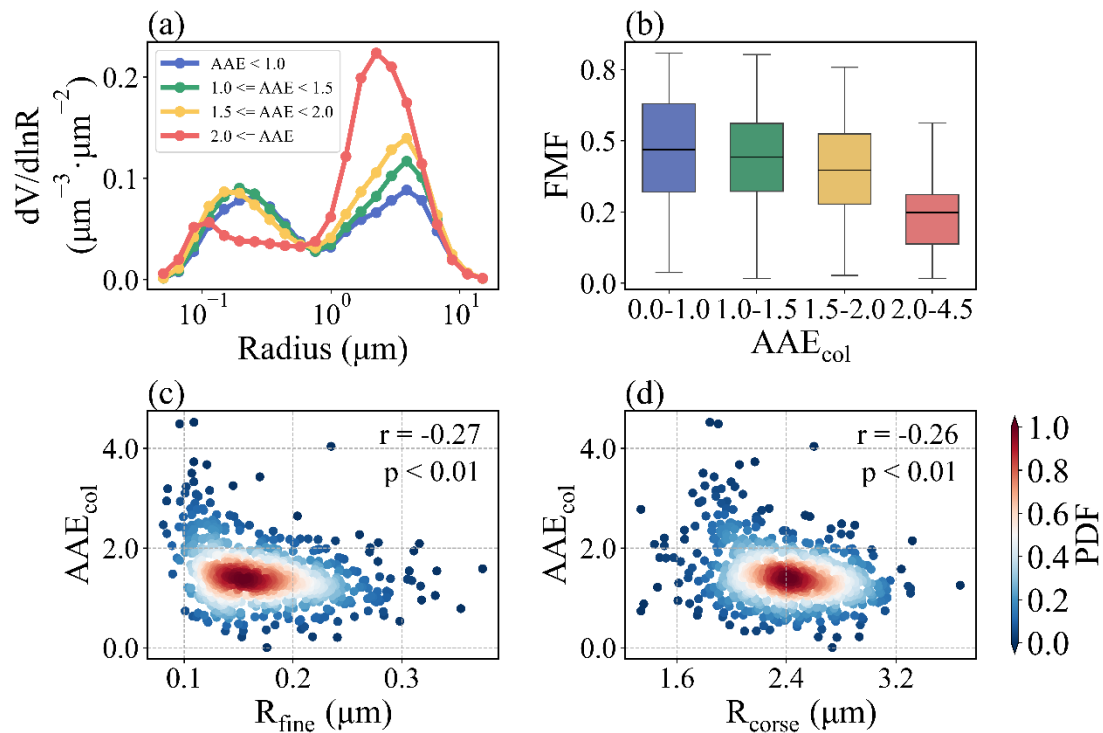 (a)
dV/dlnR
(μm⁻³·μm⁻²)
0.2
0.1
0.0
AAE < 1.0
1.0 <= AAE < 1.5
1.5 <= AAE < 2.0
2.0 <= AAE
10⁻¹ 10⁰ 10¹
Radius (μm)
(b)
FMF
0.8
0.5
0.2
0.0
0.0-1.0 1.0-1.5 1.5-2.0 2.0-4.5
AAE_col
(c)
AAE_col
4.0
2.0
0.0
r = -0.27
p < 0.01
0.1 0.2 0.3
R_fine (μm)
(d)
AAE_col
4.0
2.0
0.0
r = -0.26
p < 0.01
1.6 2.4 3.2
R_corse (μm)
1.0
0.8
0.6
0.4
0.2
0.0
PDF